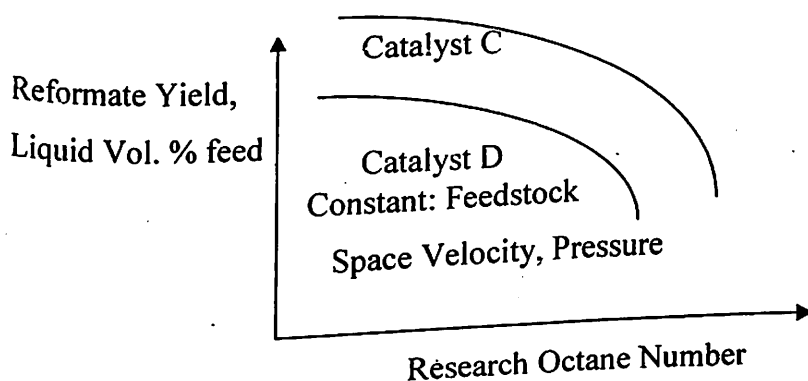 Catalyst C
Reformate Yield,
Liquid Vol. % feed
Catalyst D
Constant: Feedstock
Space Velocity, Pressure
Research Octane Number